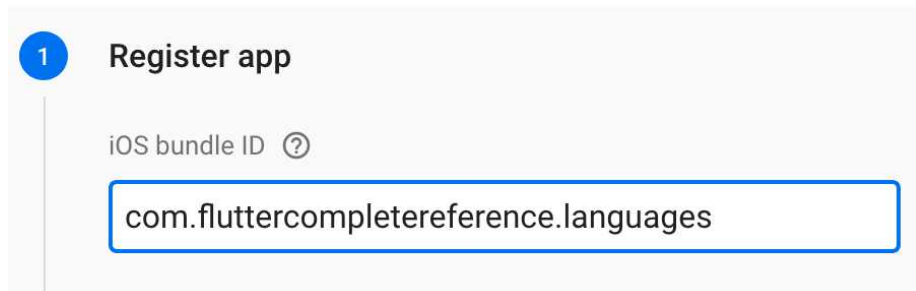 1 Register app
iOS bundle ID ?
com.fluttercompletereference.languages